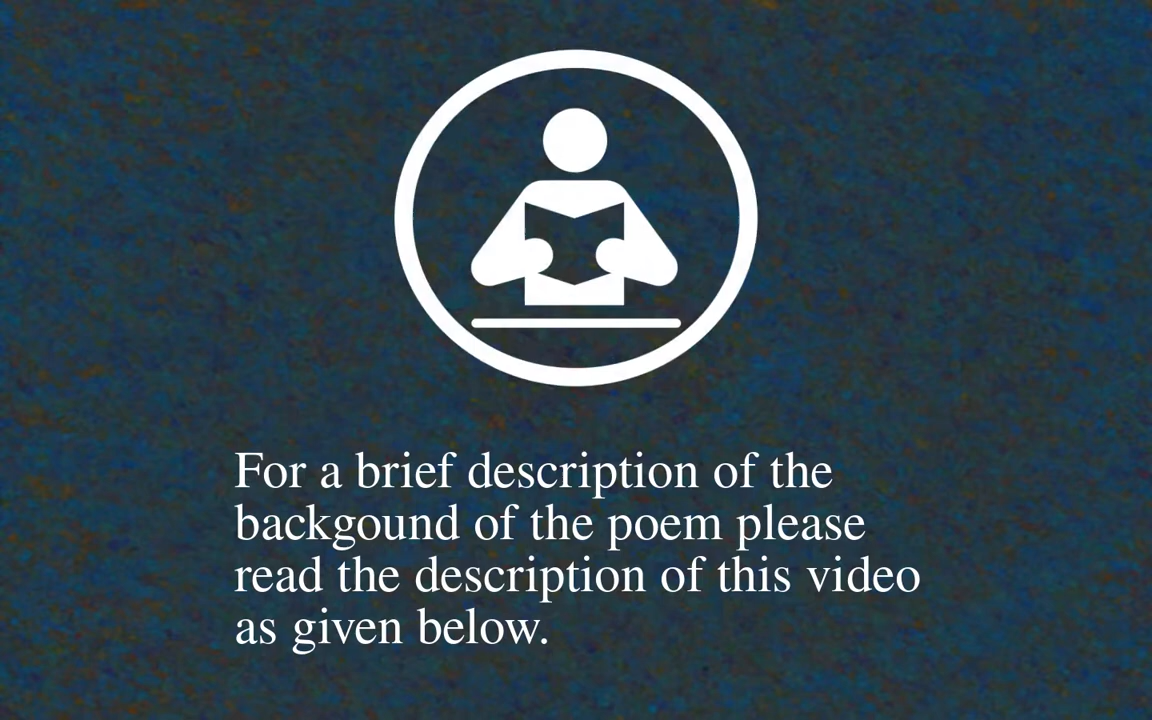 For a brief description of the
backgound of the poem please
read the description of this video
as given below.